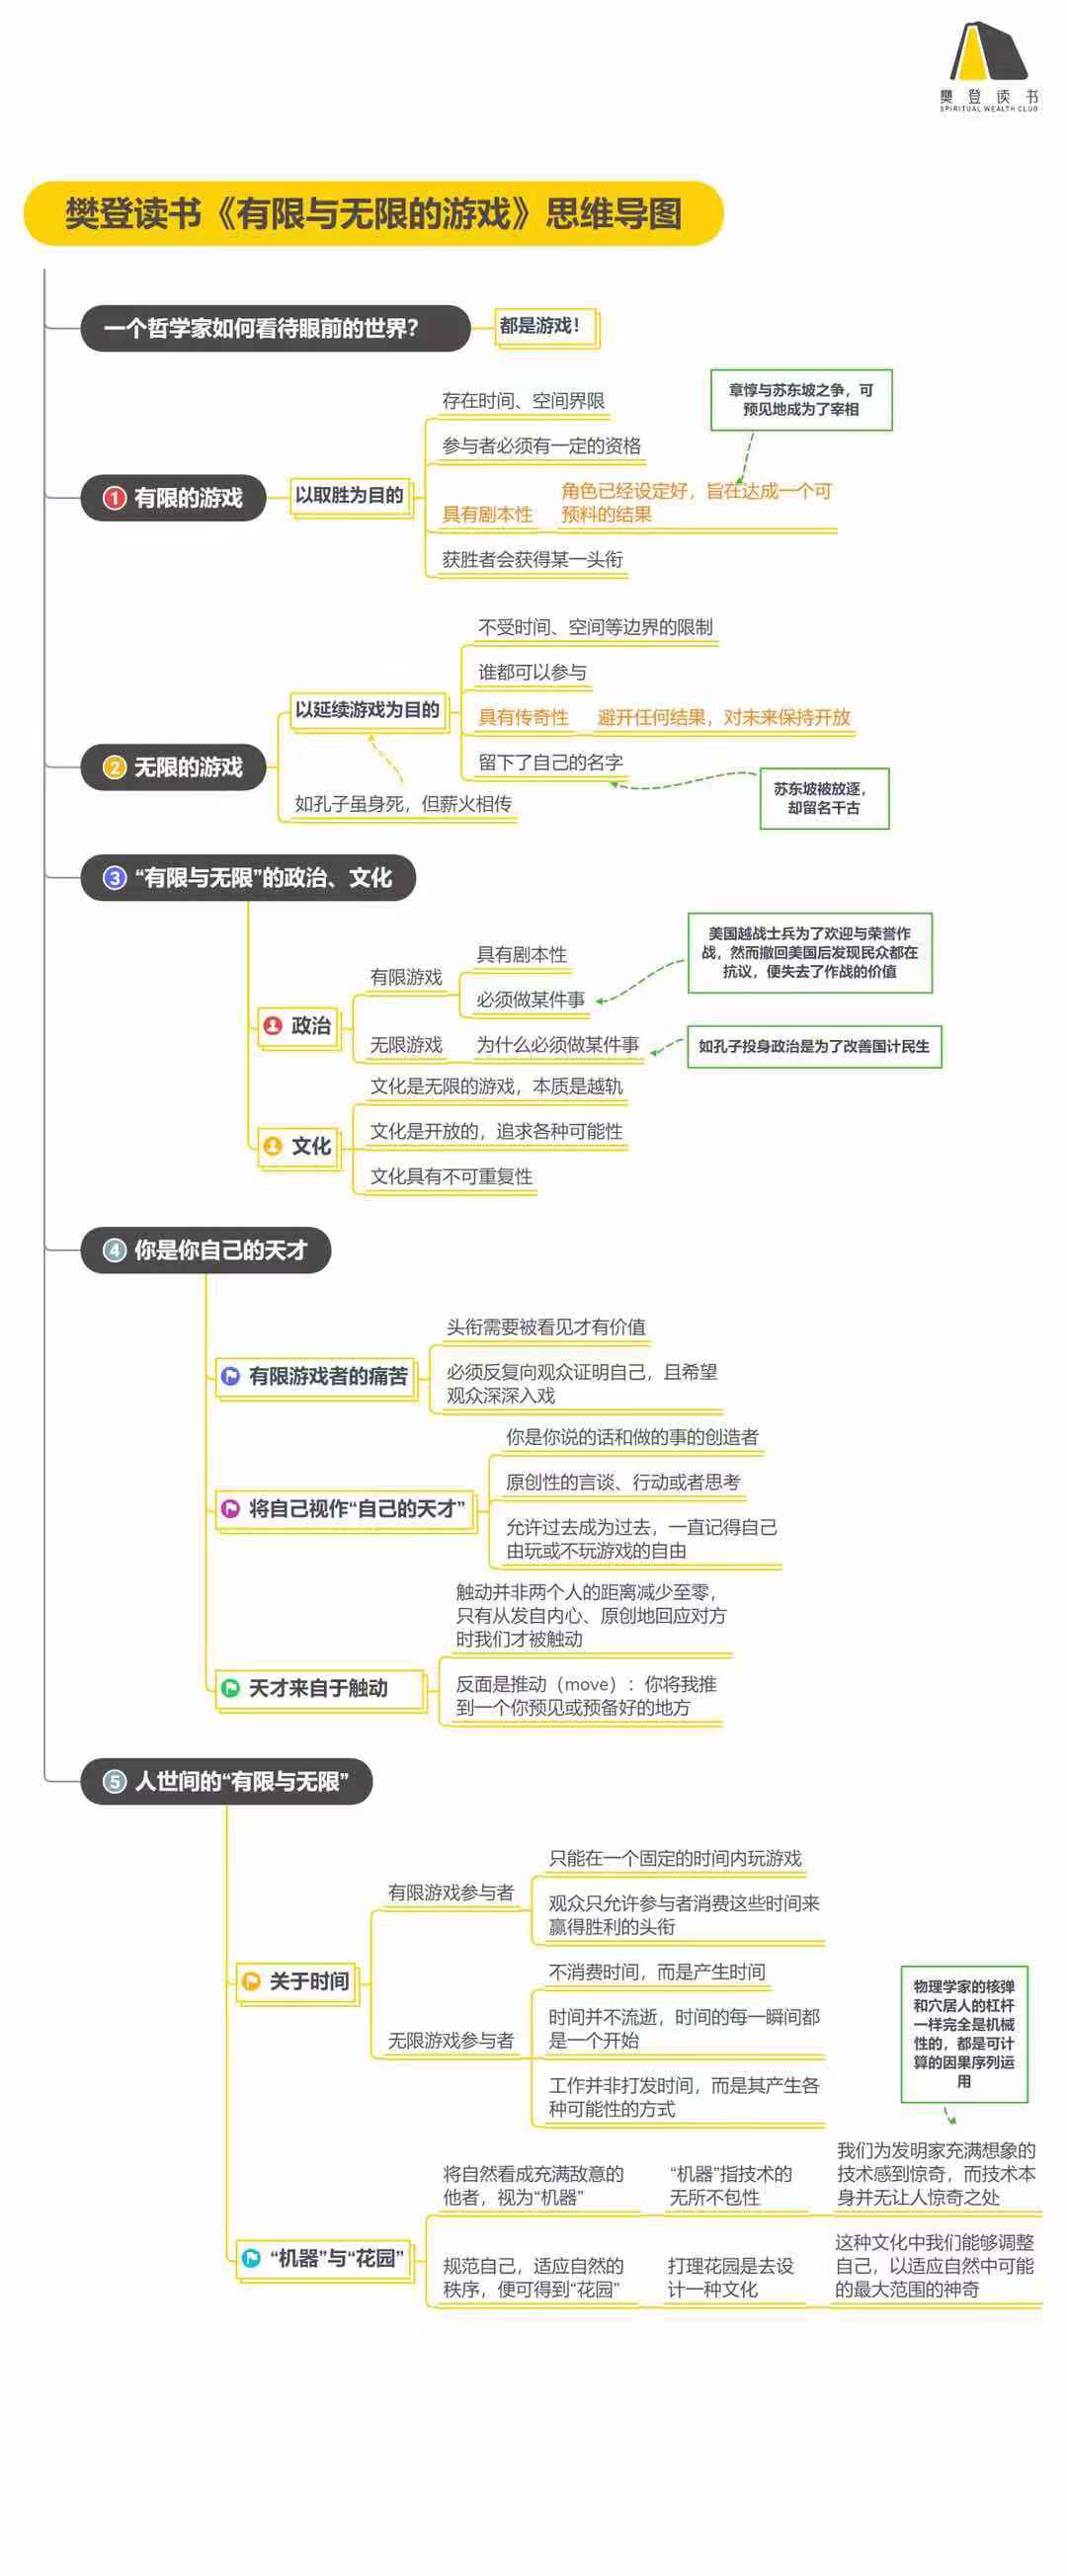 樊登读书
SPIRITUAL WEALTH CLUB
樊登读书《有限与无限的游戏》思维导图
一个哲学家如何看待眼前的世界？
都是游戏！
1 有限的游戏
以取胜为目的
存在时间、空间界限
参与者必须有一定的资格
具有剧本性
角色已经设定好，旨在达成一个可
预料的结果
章惇与苏东坡之争，可
预见地成为了宰相
获胜者会获得某一头衔
2 无限的游戏
以延续游戏为目的
不受时间、空间等边界的限制
谁都可以参与
具有传奇性
避开任何结果，对未来保持开放
留下了自己的名字
苏东坡被放逐，
却留名千古
如孔子虽身死，但薪火相传
3 “有限与无限”的政治、文化
政治
有限游戏
具有剧本性
必须做某件事
美国越战士兵为了欢迎与荣誉作
战，然而撤回美国后发现民众都在
抗议，便失去了作战的价值
无限游戏
为什么必须做某件事
如孔子投身政治是为了改善国计民生
文化
文化是无限的游戏，本质是越轨
文化是开放的，追求各种可能性
文化具有不可重复性
4 你是你自己的天才
有限游戏者的痛苦
头衔需要被看见才有价值
必须反复向观众证明自己，且希望
观众深深入戏
将自己视作“自己的天才”
你是你说的话和做的事的创造者
原创性的言谈、行动或者思考
允许过去成为过去，一直记得自己
由玩或不玩游戏的自由
天才来自于触动
触动并非两个人的距离减少至零，
只有从发自内心、原创地回应对方
时我们才被触动
反面是推动（move）：你将我推
到一个你预见或预备好的地方
5 人世间的“有限与无限”
关于时间
有限游戏参与者
只能在一个固定的时间内玩游戏
观众只允许参与者消费这些时间来
赢得胜利的头衔
无限游戏参与者
不消费时间，而是产生时间
时间并不流逝，时间的每一瞬间都
是一个开始
工作并非打发时间，而是其产生各
种可能性的方式
“机器”与“花园”
将自然看成充满敌意的
他者，视为“机器”
“机器”指技术的
无所不包性
我们为发明家充满想象的
技术感到惊奇，而技术本
身并无让人惊奇之处
物理学家的核弹
和穴居人的杠杆
一样完全是机械
性的，都是可计
算的因果序列运
用
规范自己，适应自然的
秩序，便可得到“花园”
打理花园是去设
计一种文化
这种文化中我们能够调整
自己，以适应自然中可能
的最大范围的神奇